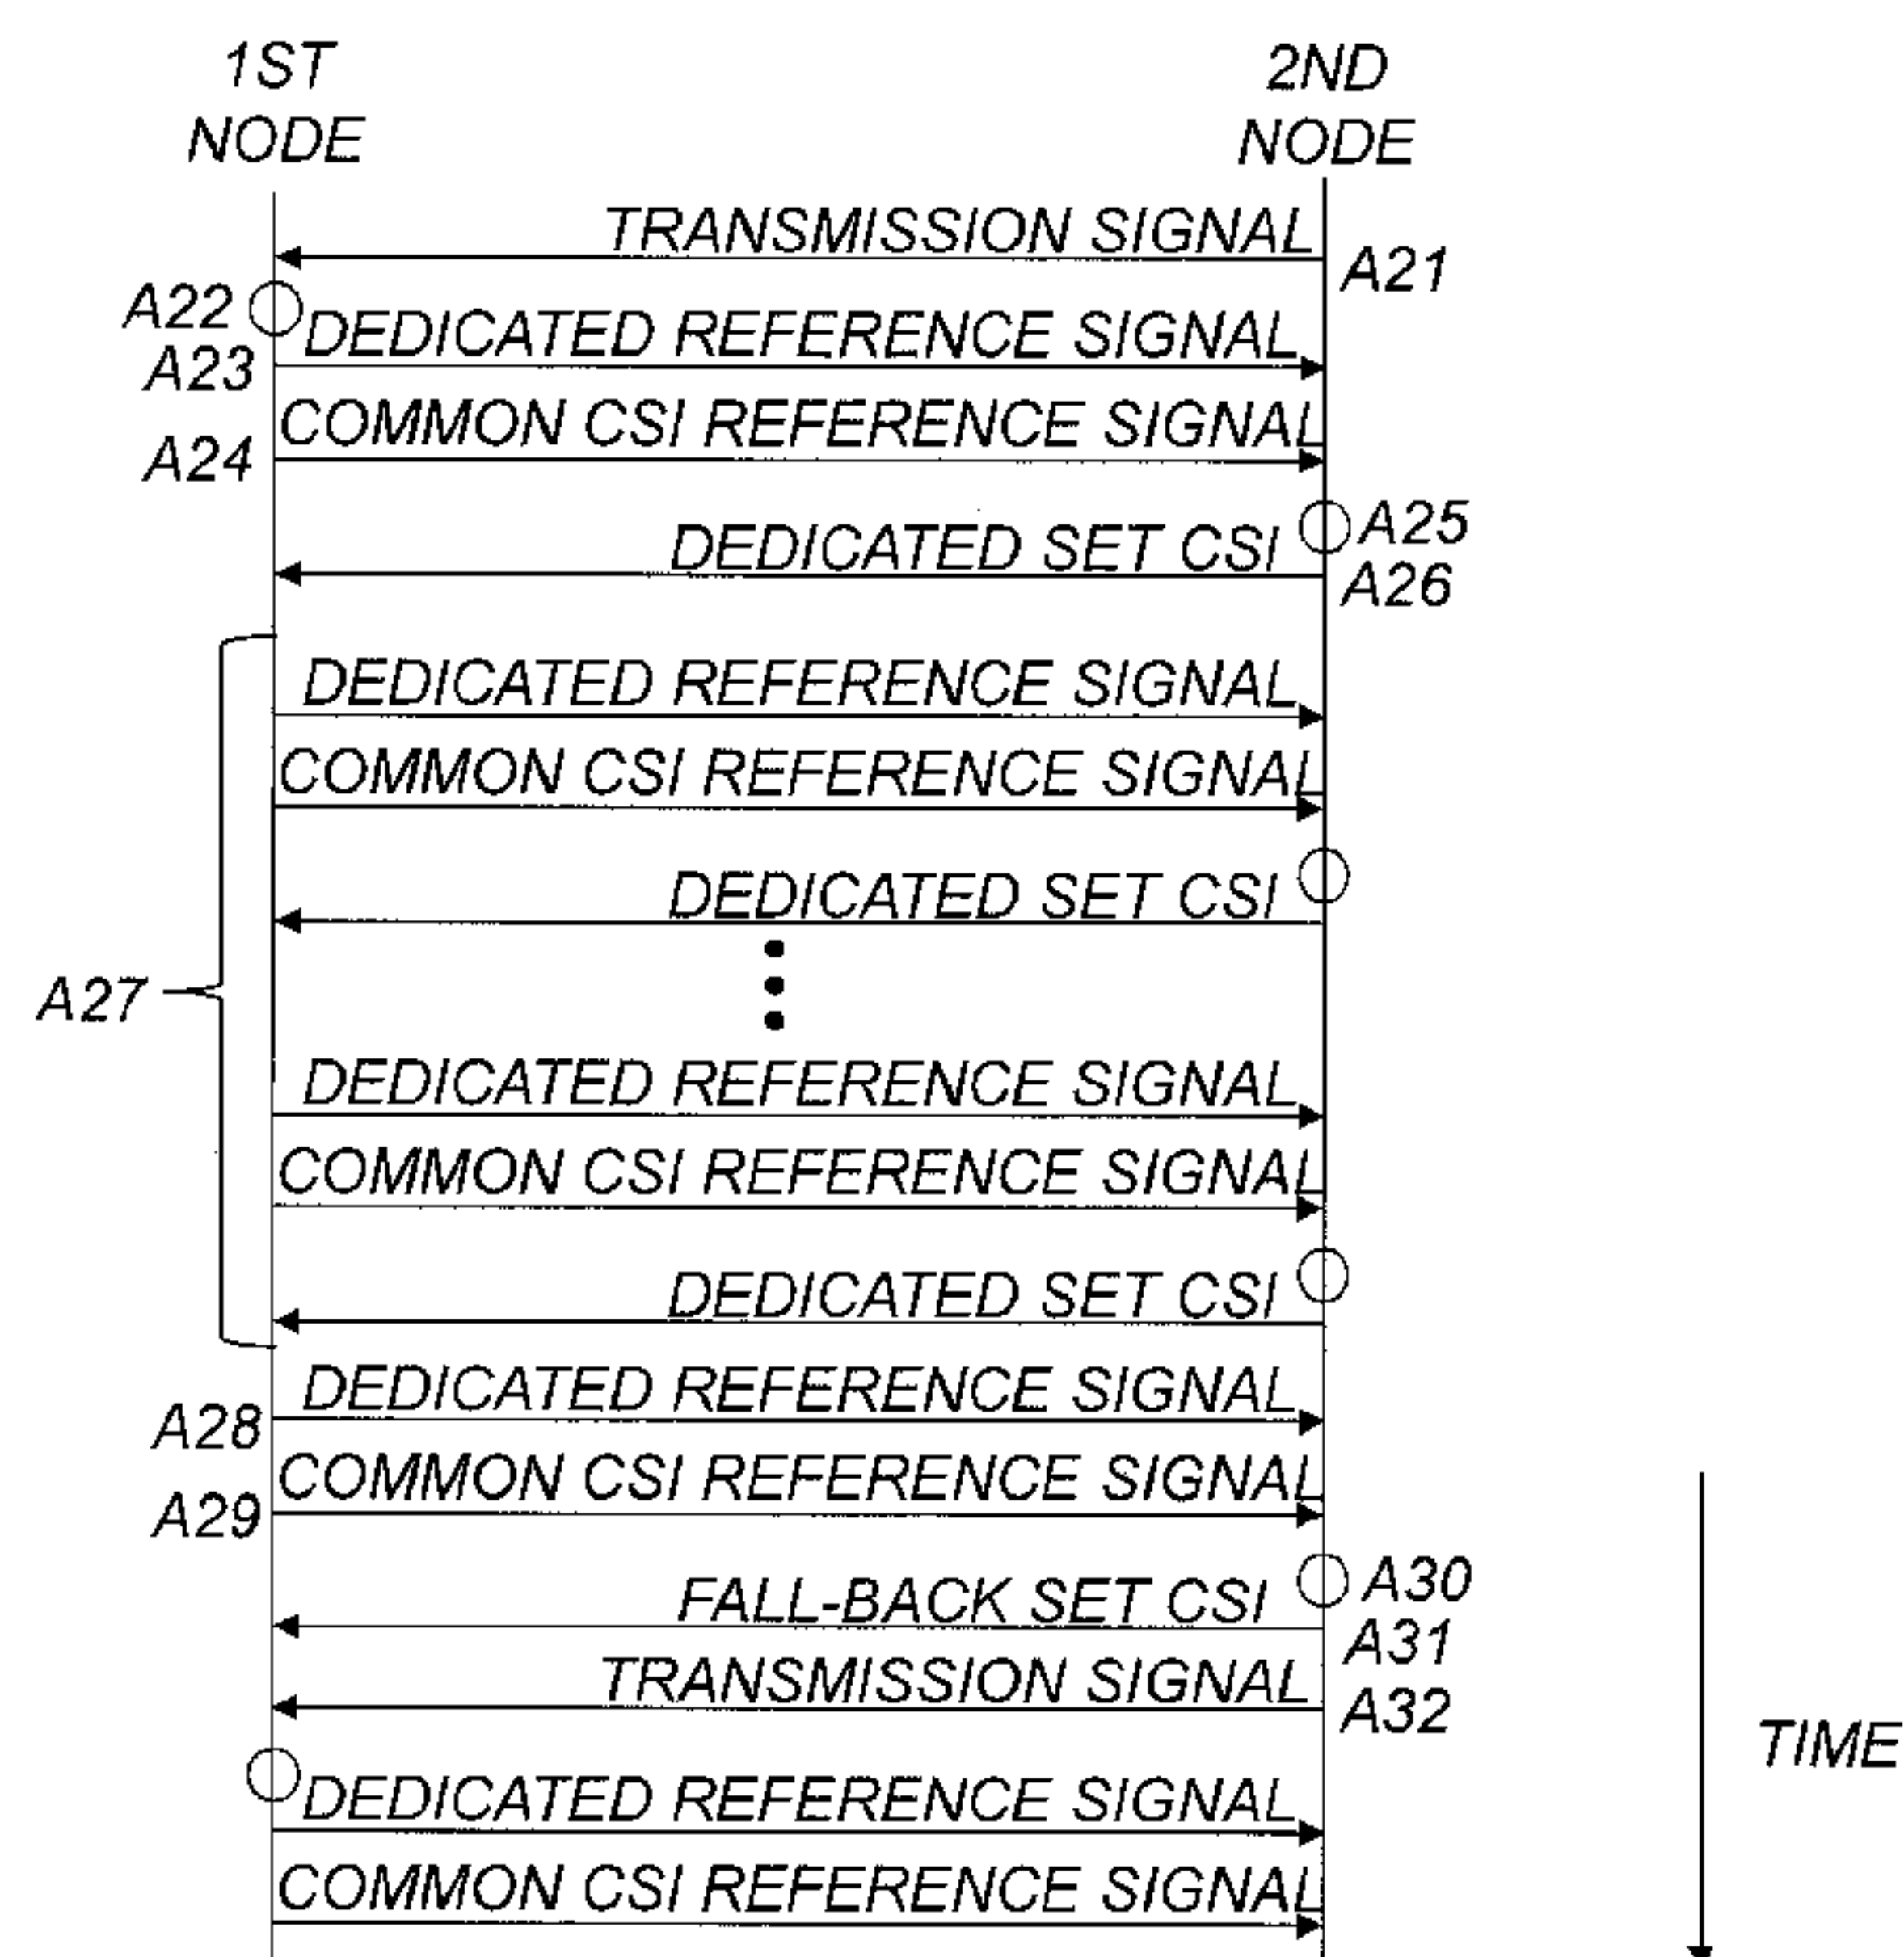 1ST
NODE
2ND
NODE
TRANSMISSION SIGNAL
A21
A22
DEDICATED REFERENCE SIGNAL
A23
COMMON CSI REFERENCE SIGNAL
A24
A25
DEDICATED SET CSI
A26
DEDICATED REFERENCE SIGNAL
COMMON CSI REFERENCE SIGNAL
DEDICATED SET CSI
A27
DEDICATED REFERENCE SIGNAL
COMMON CSI REFERENCE SIGNAL
DEDICATED SET CSI
DEDICATED REFERENCE SIGNAL
A28
COMMON CSI REFERENCE SIGNAL
A29
A30
FALL-BACK SET CSI
A31
TRANSMISSION SIGNAL
A32
TIME
DEDICATED REFERENCE SIGNAL
COMMON CSI REFERENCE SIGNAL